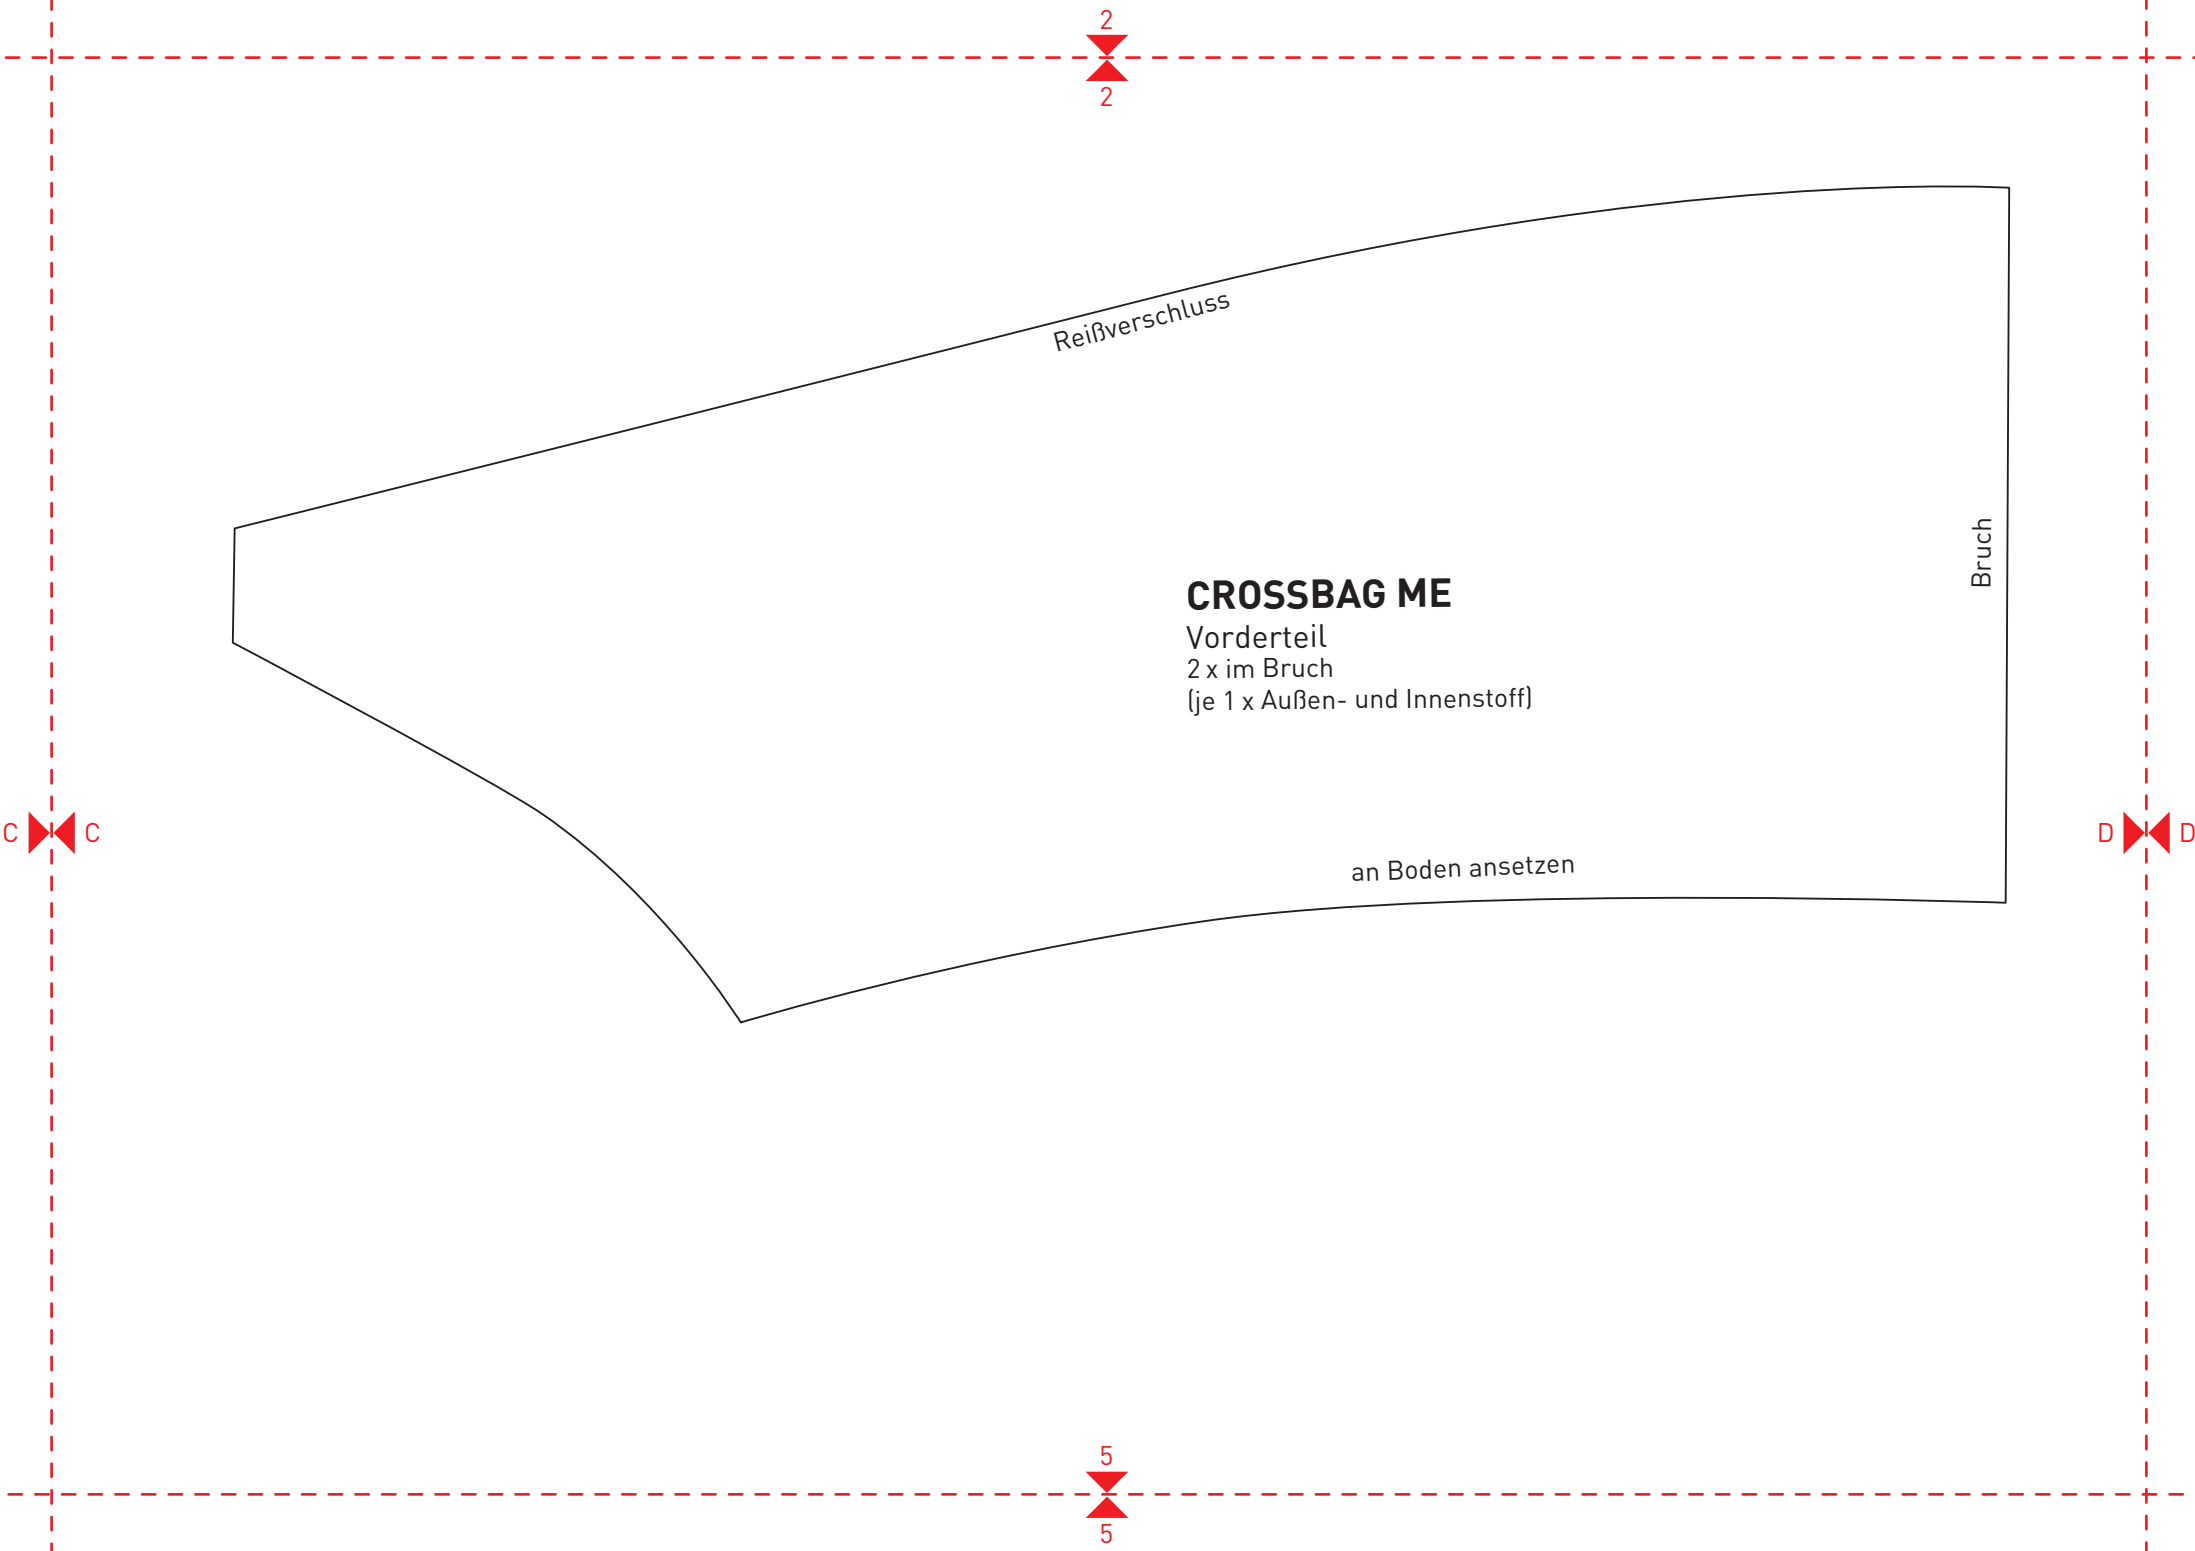 2
2
Reißverschluss
Bruch
CROSSBAG ME
Vorderteil
2 x im Bruch
(je 1 x Außen- und Innenstoff)
C C
D D
an Boden ansetzen
5
5